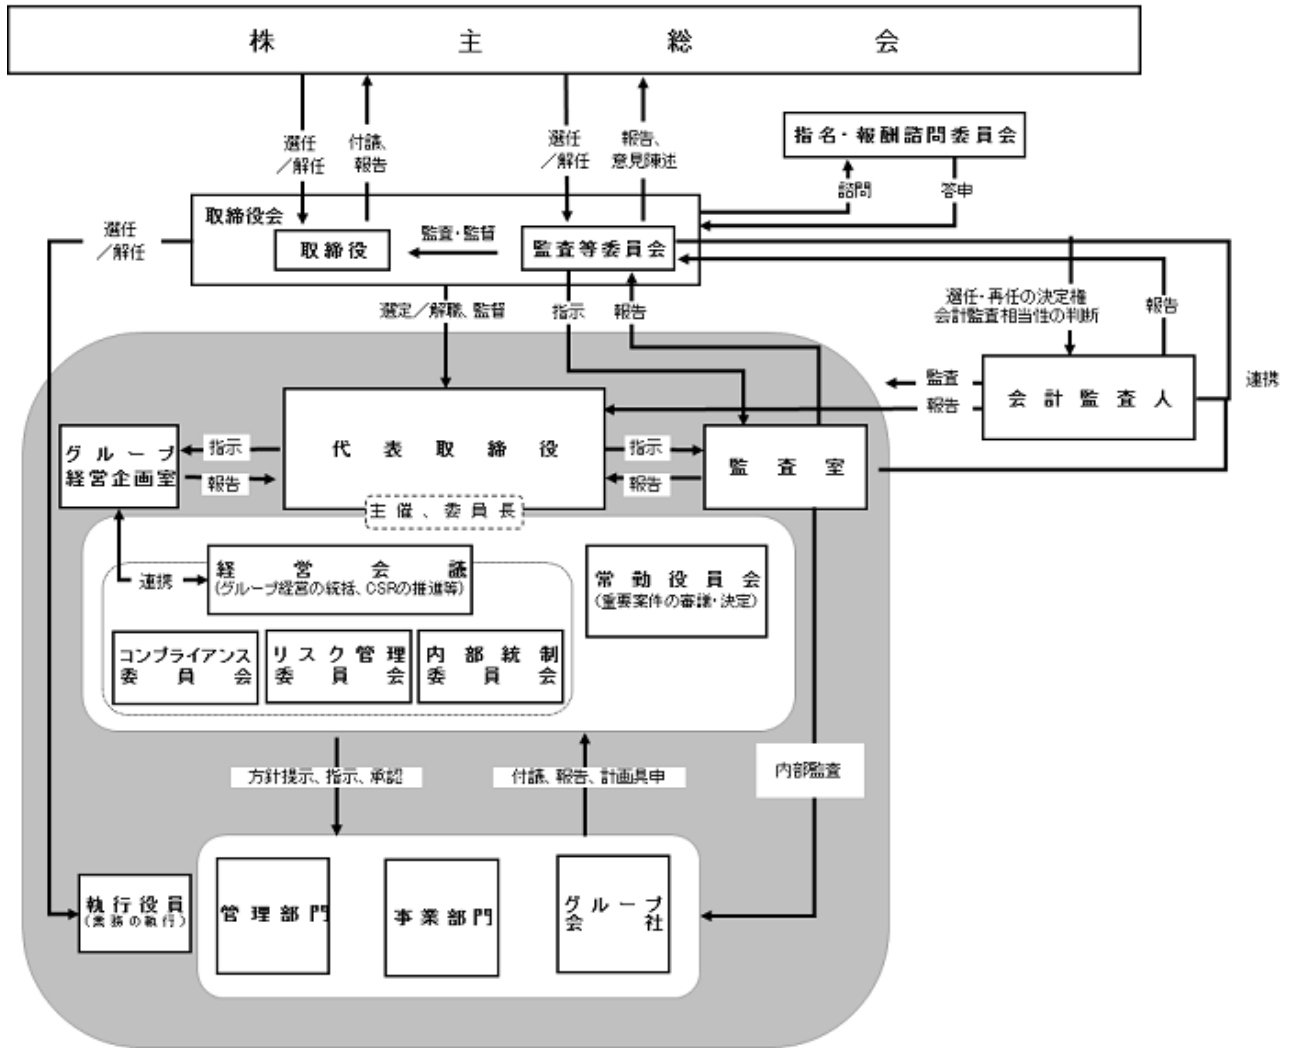 株主総会
選任
／解任
付議、
報告
選任
／解任
報告、
意見陳述
指名・報酬諮問委員会
諮問
答申
取締役会
取締役
監査・監督
監査等委員会
選任
／解任
選定／解職、監督
指示
報告
選任・再任の決定権
会計監査相当性の判断
報告
監査
報告
会計監査人
連携
グループ
経営企画室
指示
報告
代表取締役
指示
報告
監査室
主催、委員長
連携
経営会議
(グループ経営の統括、CSRの推進等)
常勤役員会
(重要案件の審議・決定)
コンプライアンス
委員会
リスク管理
委員会
内部統制
委員会
方針提示、指示、承認
付議、報告、計画具申
内部監査
執行役員
(業務の執行)
管理部門
事業部門
グループ
会社